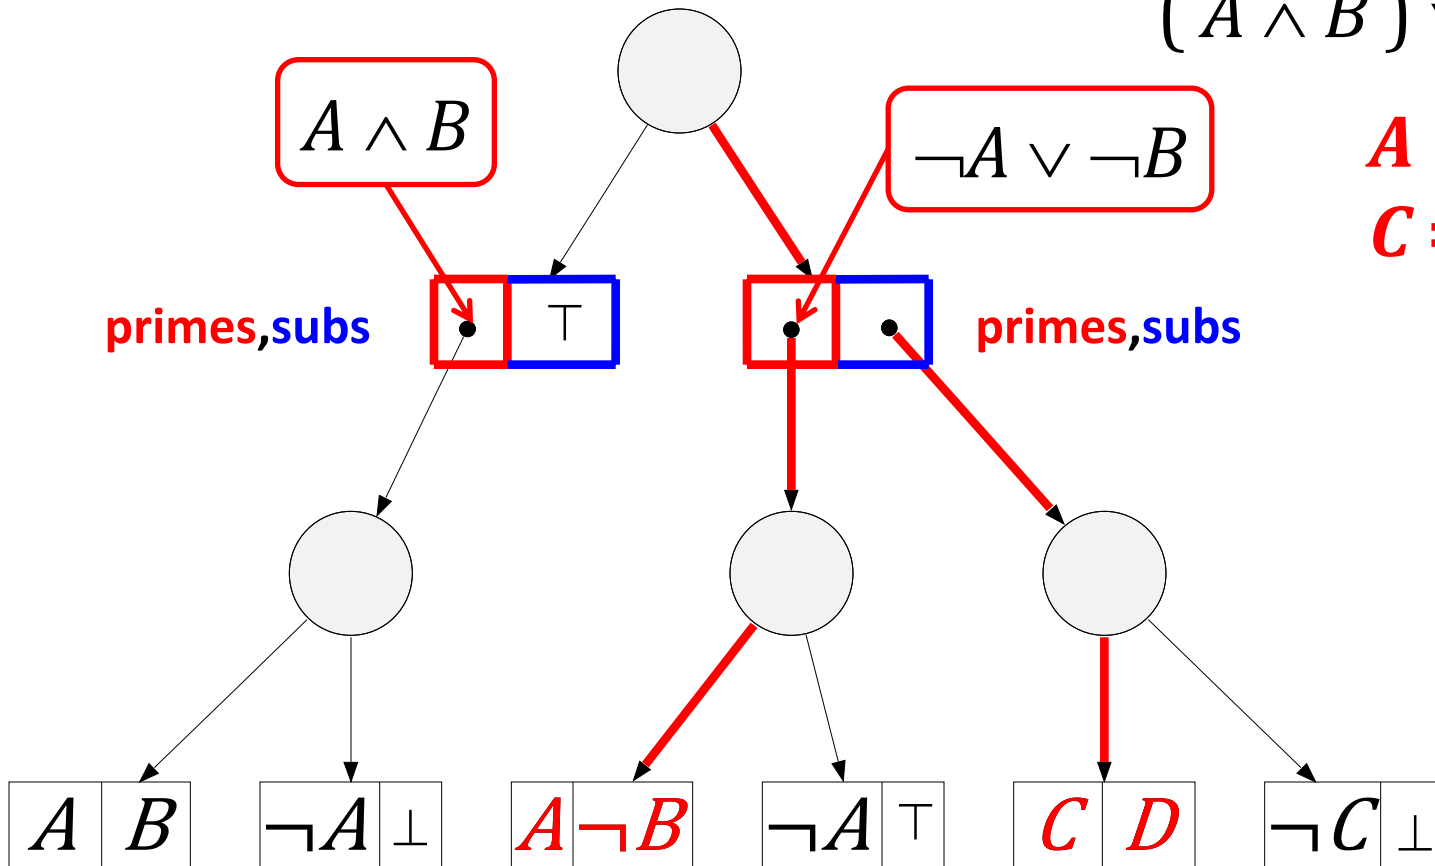 ( A ∧ B )
A ∧ B
¬A ∨ ¬B
A
C =
⊤
primes,subs
primes,subs
A B
¬A ⊥
A ¬B
¬A ⊤
C D
¬C ⊥